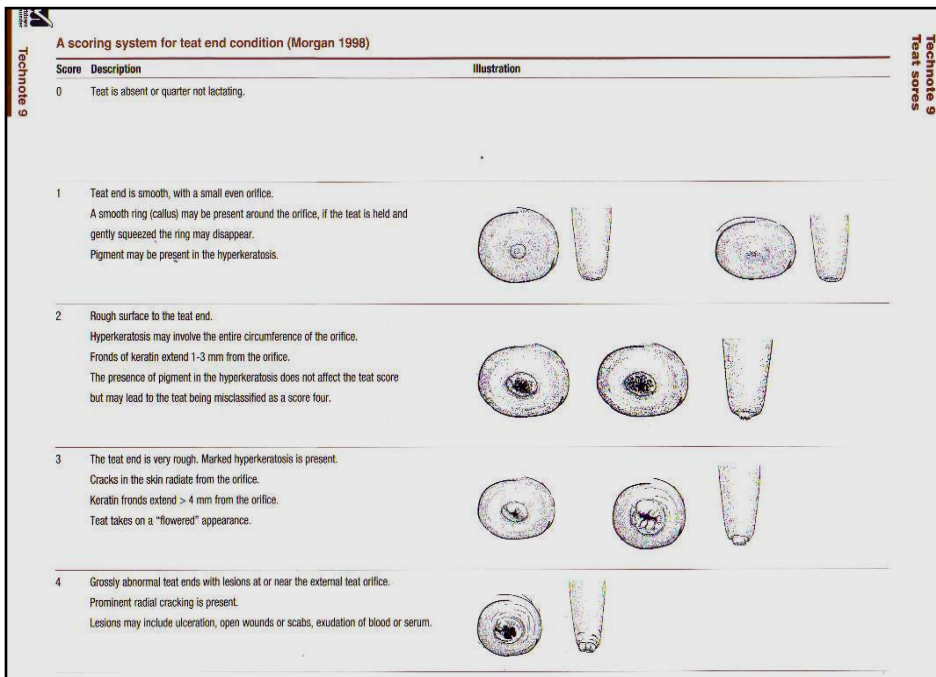 Technote 9
A scoring system for teat end condition (Morgan 1998)
Technote 9
Teat sores
Score Description Illustration
0 Teat is absent or quarter not lactating.
1 Teat end is smooth, with a small even orifice.
A smooth ring (callus) may be present around the orifice, if the teat is held and
gently squeezed the ring may disappear.
Pigment may be present in the hyperkeratosis.
2 Rough surface to the teat end.
Hyperkeratosis may involve the entire circumference of the orifice.
Fronds of keratin extend 1-3 mm from the orifice.
The presence of pigment in the hyperkeratosis does not affect the teat score
but may lead to the teat being misclassified as a score four.
3 The teat end is very rough. Marked hyperkeratosis is present.
Cracks in the skin radiate from the orifice.
Keratin fronds extend > 4 mm from the orifice.
Teat takes on a "flowered" appearance.
4 Grossly abnormal teat ends with lesions at or near the external teat orifice.
Prominent radial cracking is present.
Lesions may include ulceration, open wounds or scabs, exudation of blood or serum.